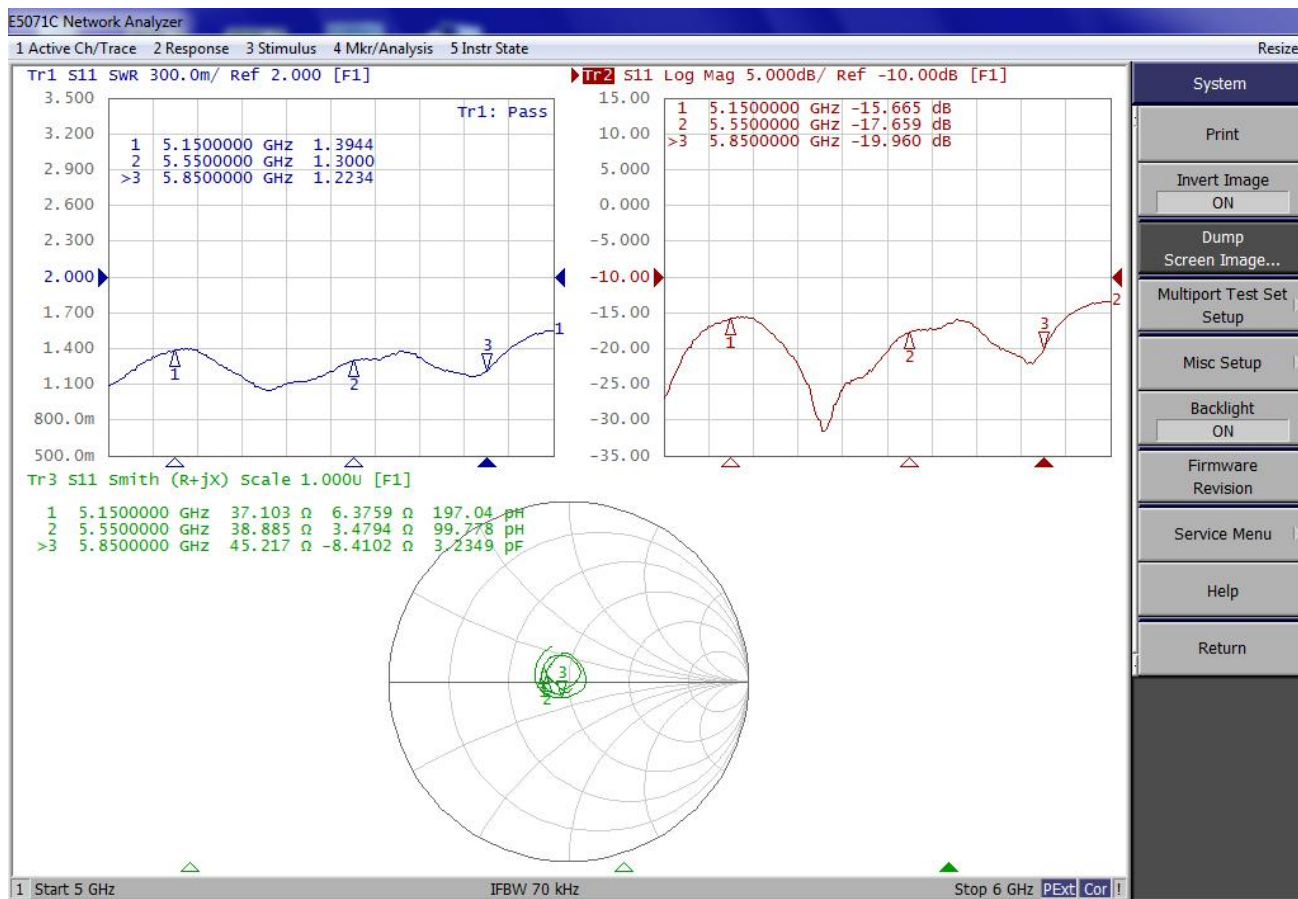 E5071C Network Analyzer
1 Active Ch/Trace 2 Response 3 Stimulus 4 Mkr/Analysis 5 Instr State Resize
Tr1 S11 SWR 300.0m/ Ref 2.000 [F1]
3.500
Tr1: Pass
3.200
1 5.1500000 GHz 1.3944
2 5.5500000 GHz 1.3000
>3 5.8500000 GHz 1.2234
2.900
2.600
2.300
2.000
1.700
1.400
1.100
800.0m
500.0m
1
2
3
1
Tr2 S11 Log Mag 5.000dB/ Ref -10.00dB [F1]
15.00
1 5.1500000 GHz -15.665 dB
2 5.5500000 GHz -17.659 dB
>3 5.8500000 GHz -19.960 dB
10.00
5.000
0.000
-5.000
-10.00
-15.00
-20.00
-25.00
-30.00
-35.00
1
2
3
2
Tr3 S11 Smith (R+jX) Scale 1.000U [F1]
1 5.1500000 GHz 37.103 Ω 6.3759 Ω 197.04 pH
2 5.5500000 GHz 38.885 Ω 3.4794 Ω 99.778 pH
>3 5.8500000 GHz 45.217 Ω -8.4102 Ω 3.2349 pF
3
2
1 Start 5 GHz IFBW 70 kHz Stop 6 GHz PExt Cor !
System
Print
Invert Image
ON
Dump
Screen Image...
Multiport Test Set
Setup
Misc Setup
Backlight
ON
Firmware
Revision
Service Menu
Help
Return